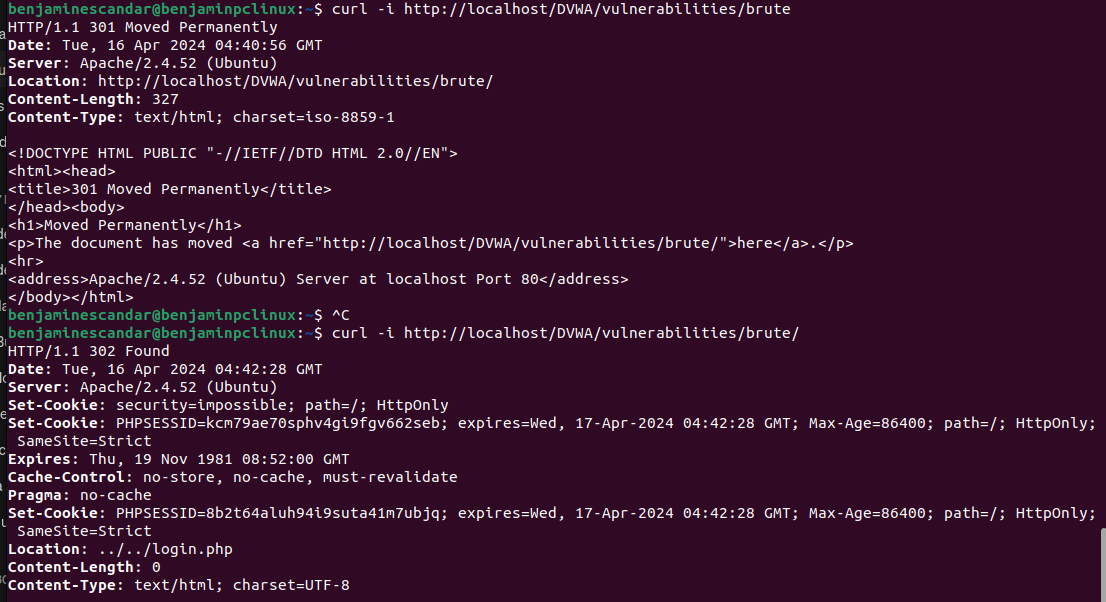 benjaminescandar@benjaminpclinux:~$ curl -i http://localhost/DVWA/vulnerabilities/brute
HTTP/1.1 301 Moved Permanently
Date: Tue, 16 Apr 2024 04:40:56 GMT
Server: Apache/2.4.52 (Ubuntu)
Location: http://localhost/DVWA/vulnerabilities/brute/
Content-Length: 327
Content-Type: text/html; charset=iso-8859-1

<!DOCTYPE HTML PUBLIC "-//IETF//DTD HTML 2.0//EN">
<html><head>
<title>301 Moved Permanently</title>
</head><body>
<h1>Moved Permanently</h1>
<p>The document has moved <a href="http://localhost/DVWA/vulnerabilities/brute/">here</a>.</p>
<hr>
<address>Apache/2.4.52 (Ubuntu) Server at localhost Port 80</address>
</body></html>
benjaminescandar@benjaminpclinux:~$ ^C
benjaminescandar@benjaminpclinux:~$ curl -i http://localhost/DVWA/vulnerabilities/brute/
HTTP/1.1 302 Found
Date: Tue, 16 Apr 2024 04:42:28 GMT
Server: Apache/2.4.52 (Ubuntu)
Set-Cookie: security=impossible; path=/; HttpOnly
Set-Cookie: PHPSESSID=kcm79ae70sphv4gi9fgv662seb; expires=Wed, 17-Apr-2024 04:42:28 GMT; Max-Age=86400; path=/; HttpOnly;
 SameSite=Strict
Expires: Thu, 19 Nov 1981 08:52:00 GMT
Cache-Control: no-store, no-cache, must-revalidate
Pragma: no-cache
Set-Cookie: PHPSESSID=8b2t64aluh94i9suta41m7ubjq; expires=Wed, 17-Apr-2024 04:42:28 GMT; Max-Age=86400; path=/; HttpOnly;
 SameSite=Strict
Location: ../../login.php
Content-Length: 0
Content-Type: text/html; charset=UTF-8